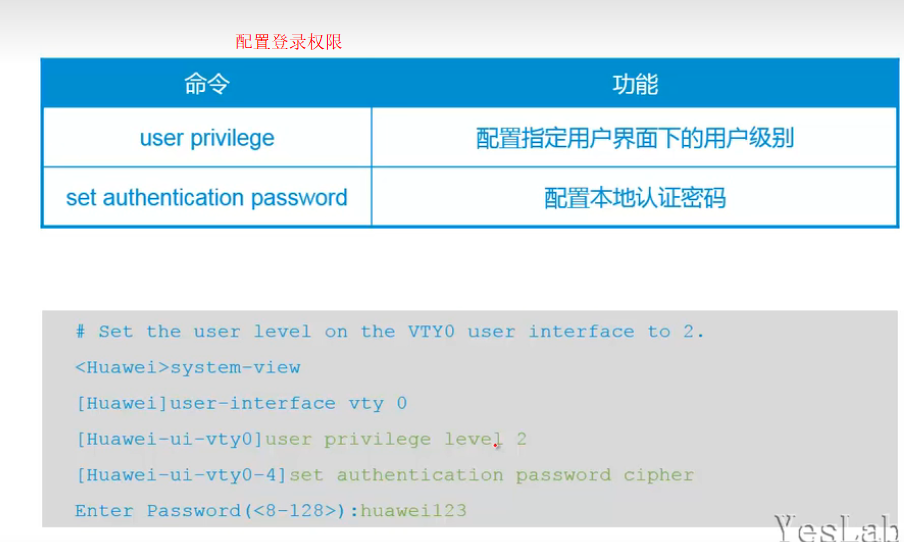 配置登录权限
命令 功能
user privilege 配置指定用户界面下的用户级别
set authentication password 配置本地认证密码
# Set the user level on the VTY0 user interface to 2.
<Huawei>system-view
[Huawei]user-interface vty 0
[Huawei-ui-vty0]user privilege level 2
[Huawei-ui-vty0-4]set authentication password cipher
Enter Password(<8-128>):huawei123
YesLab